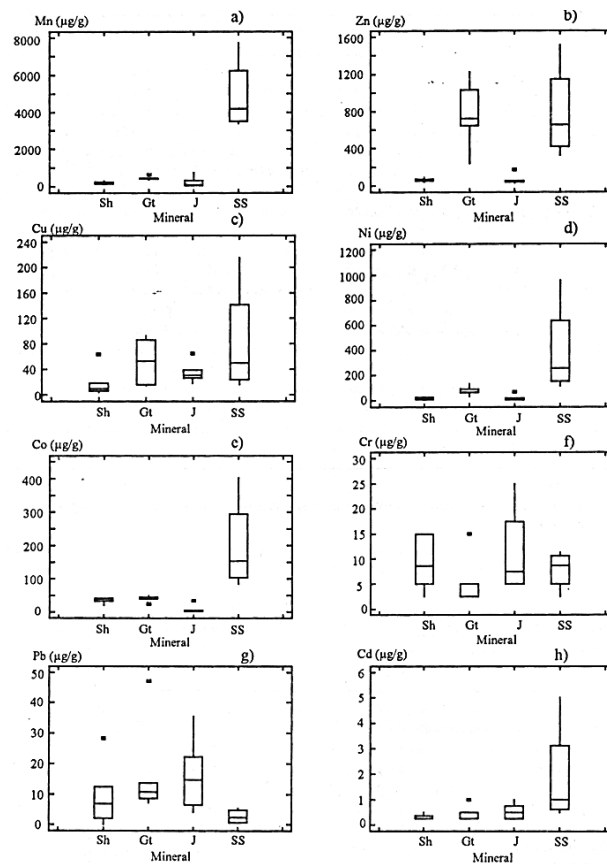 Mn (µg/g) a)
8000
6000
4000
2000
0
Sh Gt J SS
Mineral
Zn (µg/g) b)
1600
1200
800
400
0
Sh Gt J SS
Mineral
Cu (µg/g) c)
240
200
160
120
80
40
0
Sh Gt J SS
Mineral
Ni (µg/g) d)
1200
1000
800
600
400
200
0
Sh Gt J SS
Mineral
Co (µg/g) e)
400
300
200
100
0
Sh Gt J SS
Mineral
Cr (µg/g) f)
30
25
20
15
10
5
0
Sh Gt J SS
Mineral
Pb (µg/g) g)
50
40
30
20
10
0
Sh Gt J SS
Mineral
Cd (µg/g) h)
6
5
4
3
2
1
0
Sh Gt J SS
Mineral